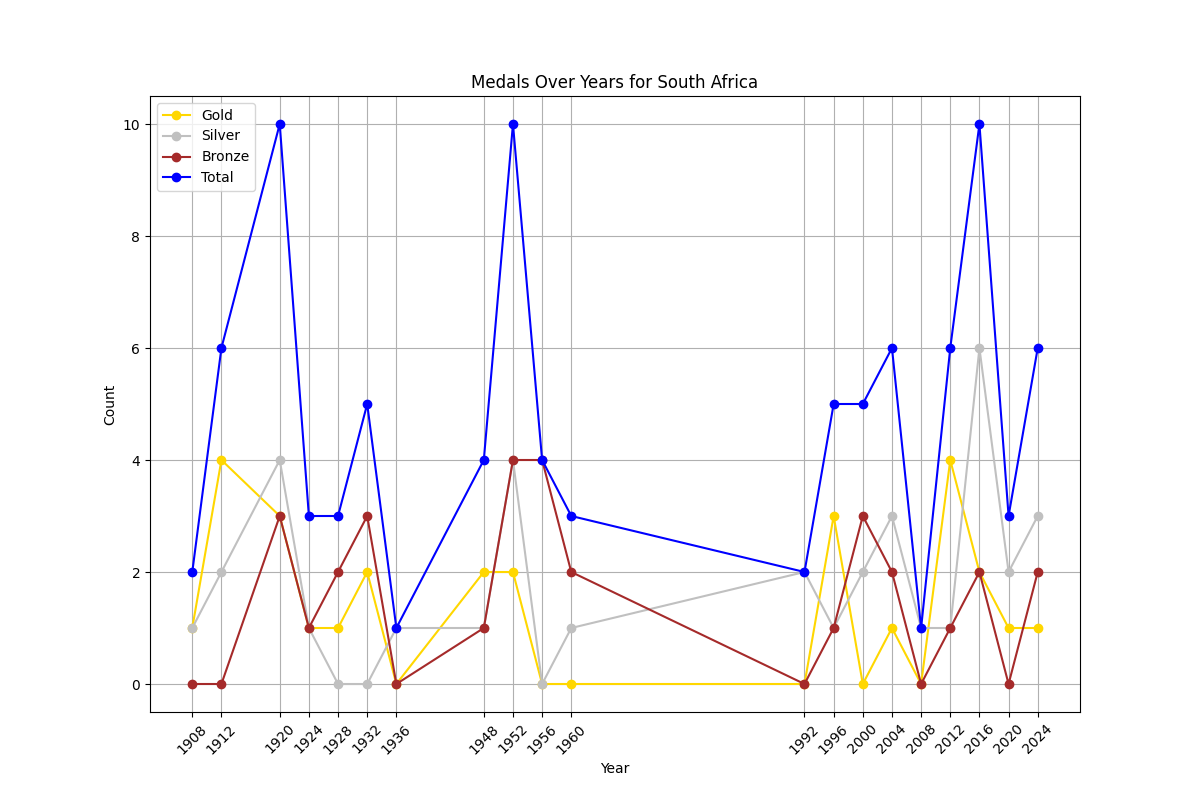 Medals Over Years for South Africa
Gold
Silver
Bronze
Total
10
8
6
4
2
0
Count
1908 1912 1920 1924 1928 1932 1936 1948 1952 1956 1960 1992 1996 2000 2004 2008 2012 2016 2020 2024
Year